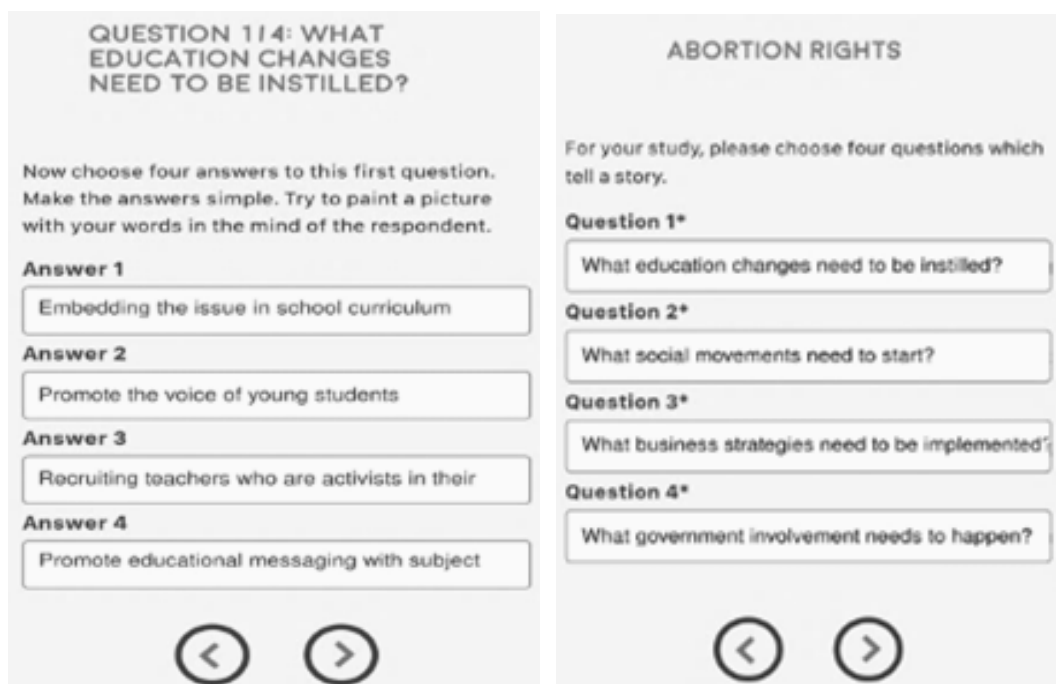 QUESTION 1/4: WHAT
EDUCATION CHANGES
NEED TO BE INSTILLED?
Now choose four answers to this first question.
Make the answers simple. Try to paint a picture
with your words in the mind of the respondent.
Answer 1
Embedding the issue in school curriculum
Answer 2
Promote the voice of young students
Answer 3
Recruiting teachers who are activists in their
Answer 4
Promote educational messaging with subject
ABORTION RIGHTS
For your study, please choose four questions which
tell a story.
Question 1*
What education changes need to be instilled?
Question 2*
What social movements need to start?
Question 3*
What business strategies need to be implemented?
Question 4*
What government involvement needs to happen?